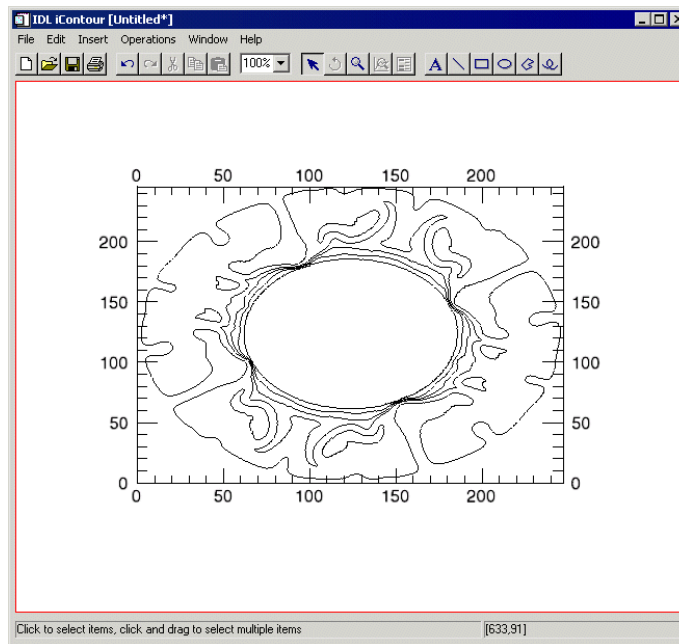 IDL iContour [Untitled*]
File Edit Insert Operations Window Help
100% A
0 50 100 150 200
200 200
150 150
100 100
50 50
0 0
0 50 100 150 200
Click to select items, click and drag to select multiple items [633,91]